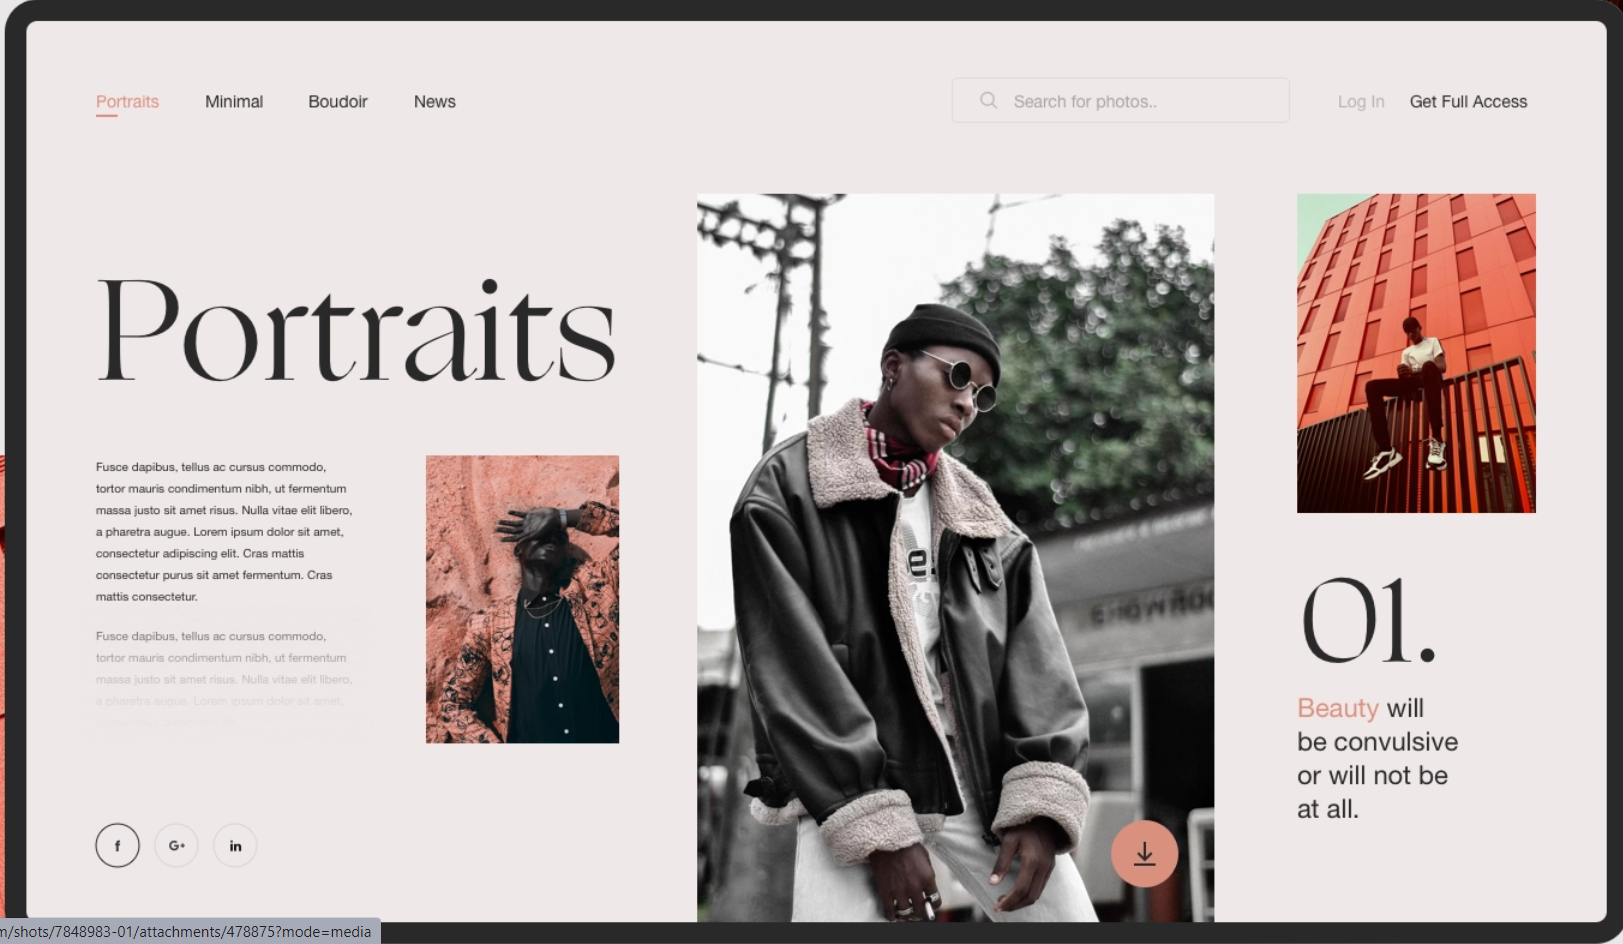 Portraits Minimal Boudoir News Search for photos.. Log In Get Full Access
Portraits
Fusce dapibus, tellus ac cursus commodo,
tortor mauris condimentum nibh, ut fermentum
massa justo sit amet risus. Nulla vitae elit libero,
a pharetra augue. Lorem ipsum dolor sit amet,
consectetur adipiscing elit. Cras mattis
consectetur purus sit amet fermentum. Cras
mattis consectetur.
Fusce dapibus, tellus ac cursus commodo,
tortor mauris condimentum nibh, ut fermentum
massa justo sit amet risus. Nulla vitae elit libero,
a pharetra augue. Lorem ipsum dolor sit amet,
f G+ in
01.
Beauty will
be convulsive
or will not be
at all.
m/shots/7848983-01/attachments/478875?mode=media